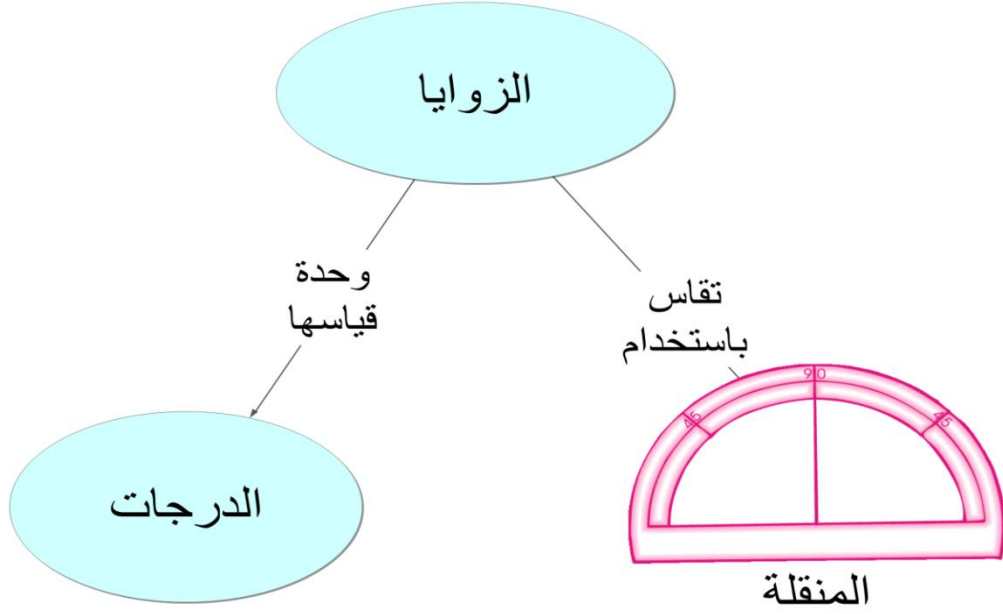 الزوايا
تقاس
باستخدام
وحدة
قياسها
90
45
45
الدرجات
المنقلة